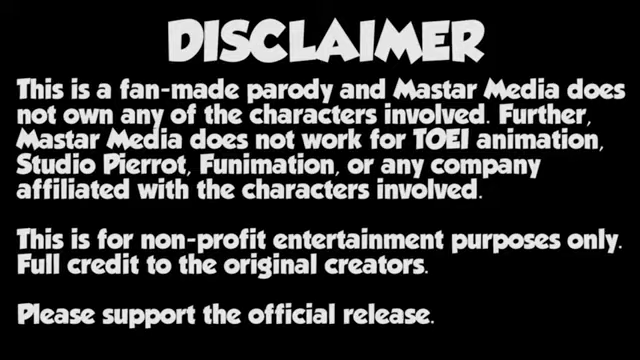 DISCLAIMER
This is a fan-made parody and Mastar Media does
not own any of the characters involved. Further,
Mastar Media does not work for TOEI animation,
Studio Pierrot, Funimation, or any company
affiliated with the characters involved.
This is for non-profit entertainment purposes only.
Full credit to the original creators.
Please support the official release.